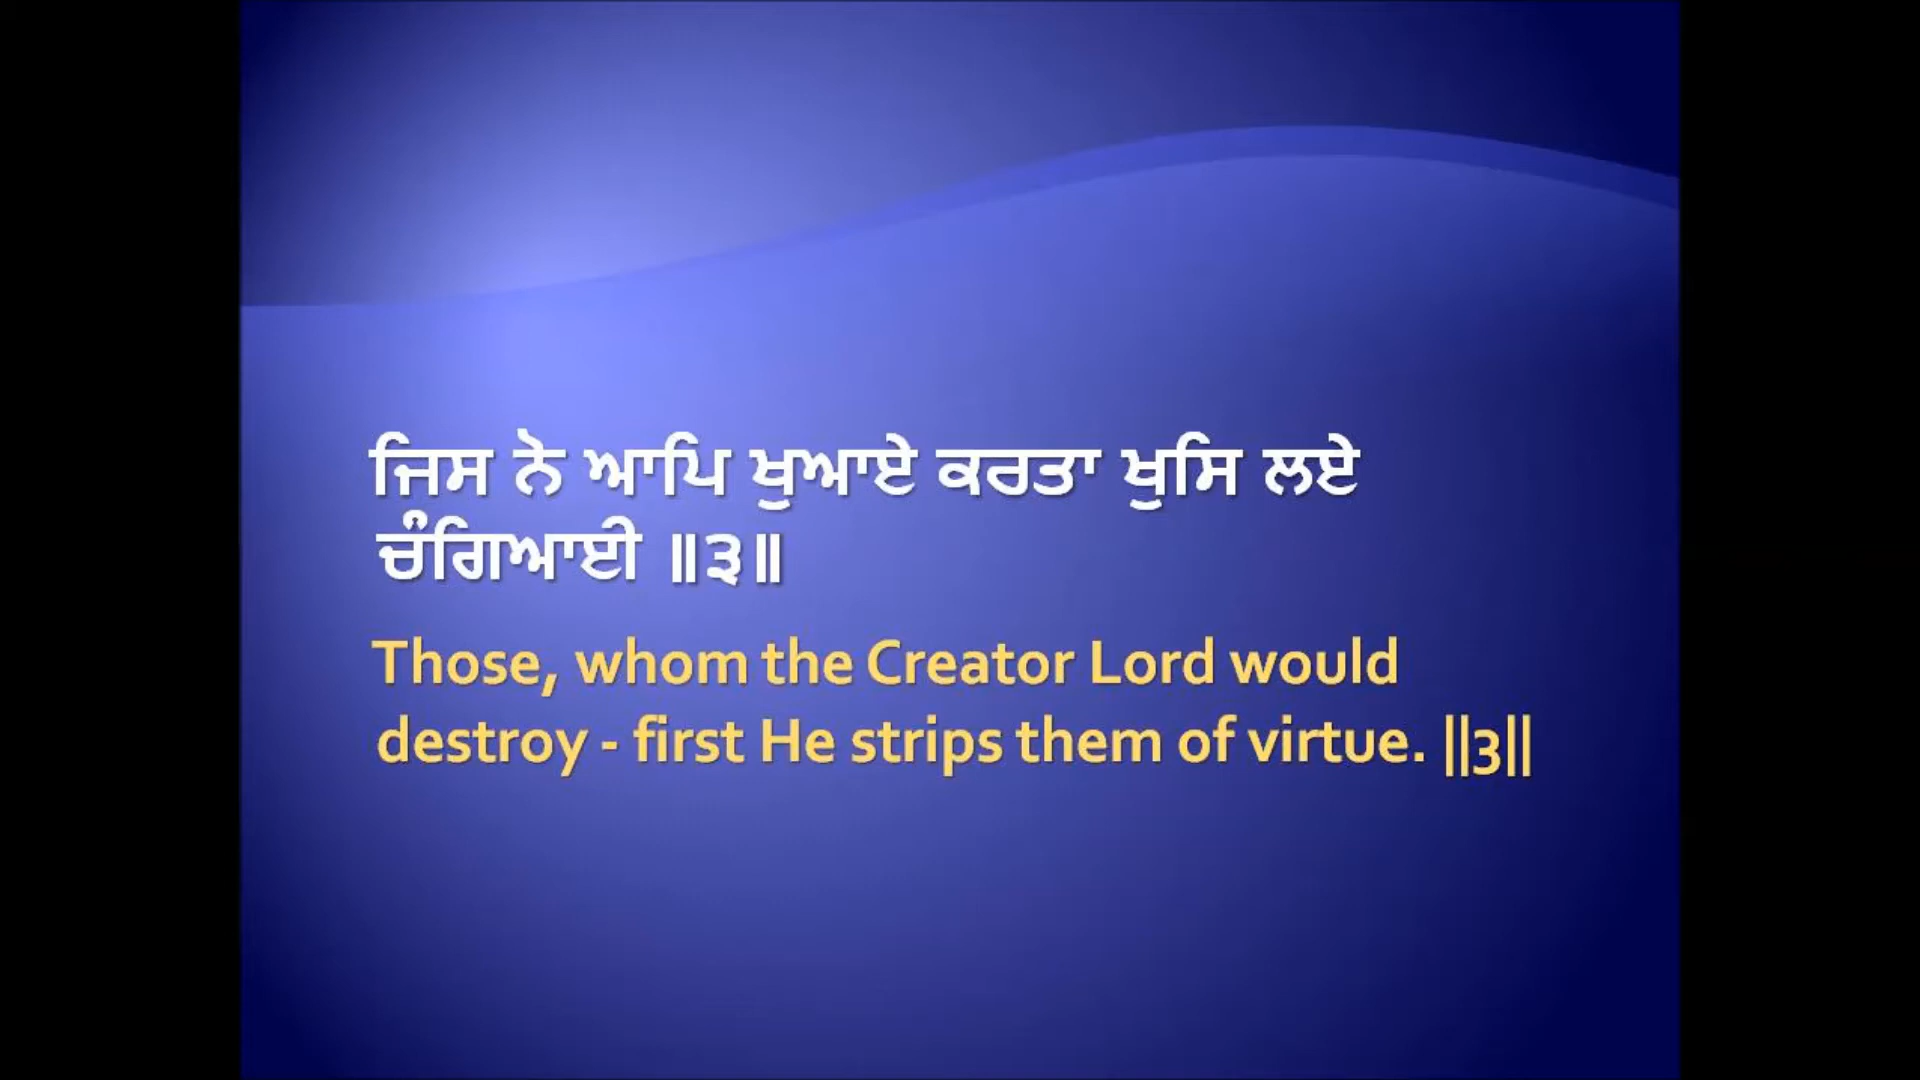 ਜਿਸ ਨੋ ਆਪਿ ਖੁਆਏ ਕਰਤਾ ਖੁਸਿ ਲਏ
ਚੰਗਿਆਈ ॥੩॥
Those, whom the Creator Lord would
destroy - first He strips them of virtue. ||3||